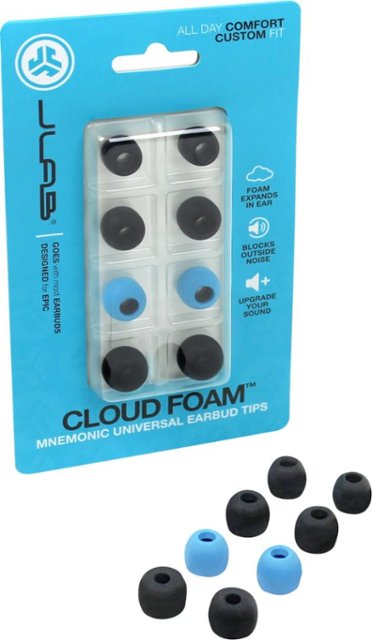 ALL DAY COMFORT
CUSTOM FIT
JLAB®
GOES with most EARBUDS
DESIGNED for EPIC
FOAM
EXPANDS
IN EAR
BLOCKS
OUTSIDE
NOISE
UPGRADE
YOUR
SOUND
CLOUD FOAM™
MNEMONIC UNIVERSAL EARBUD TIPS